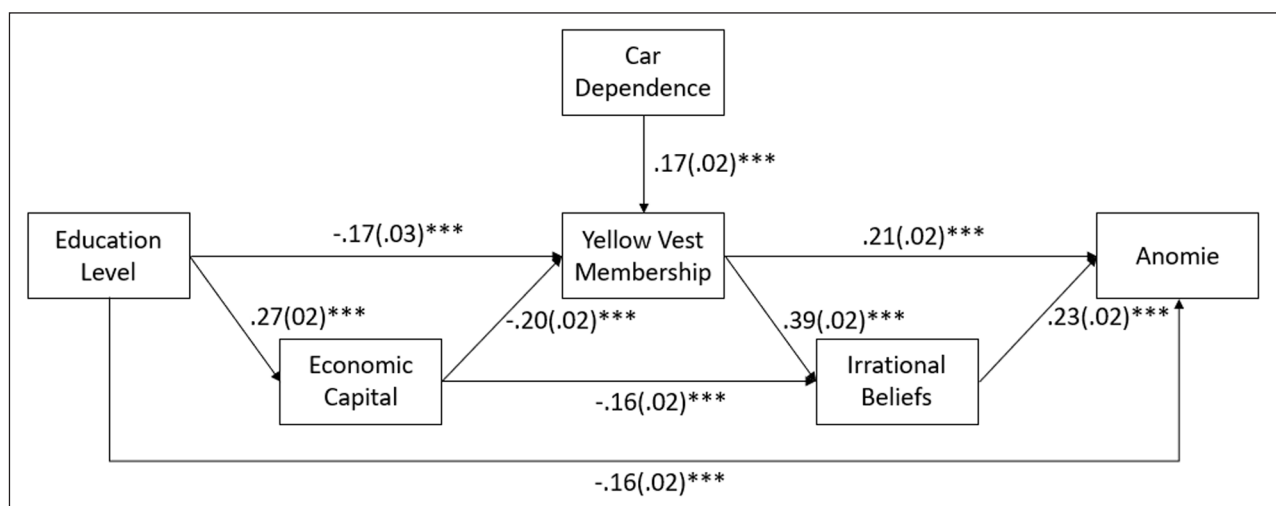 Car
Dependence
.17(.02)***
Education
Level
-.17(.03)***
Yellow Vest
Membership
.21(.02)***
Anomie
.27(02)***
-.20(.02)***
.39(.02)***
.23(.02)***
Economic
Capital
-.16(.02)***
Irrational
Beliefs
-.16(.02)***